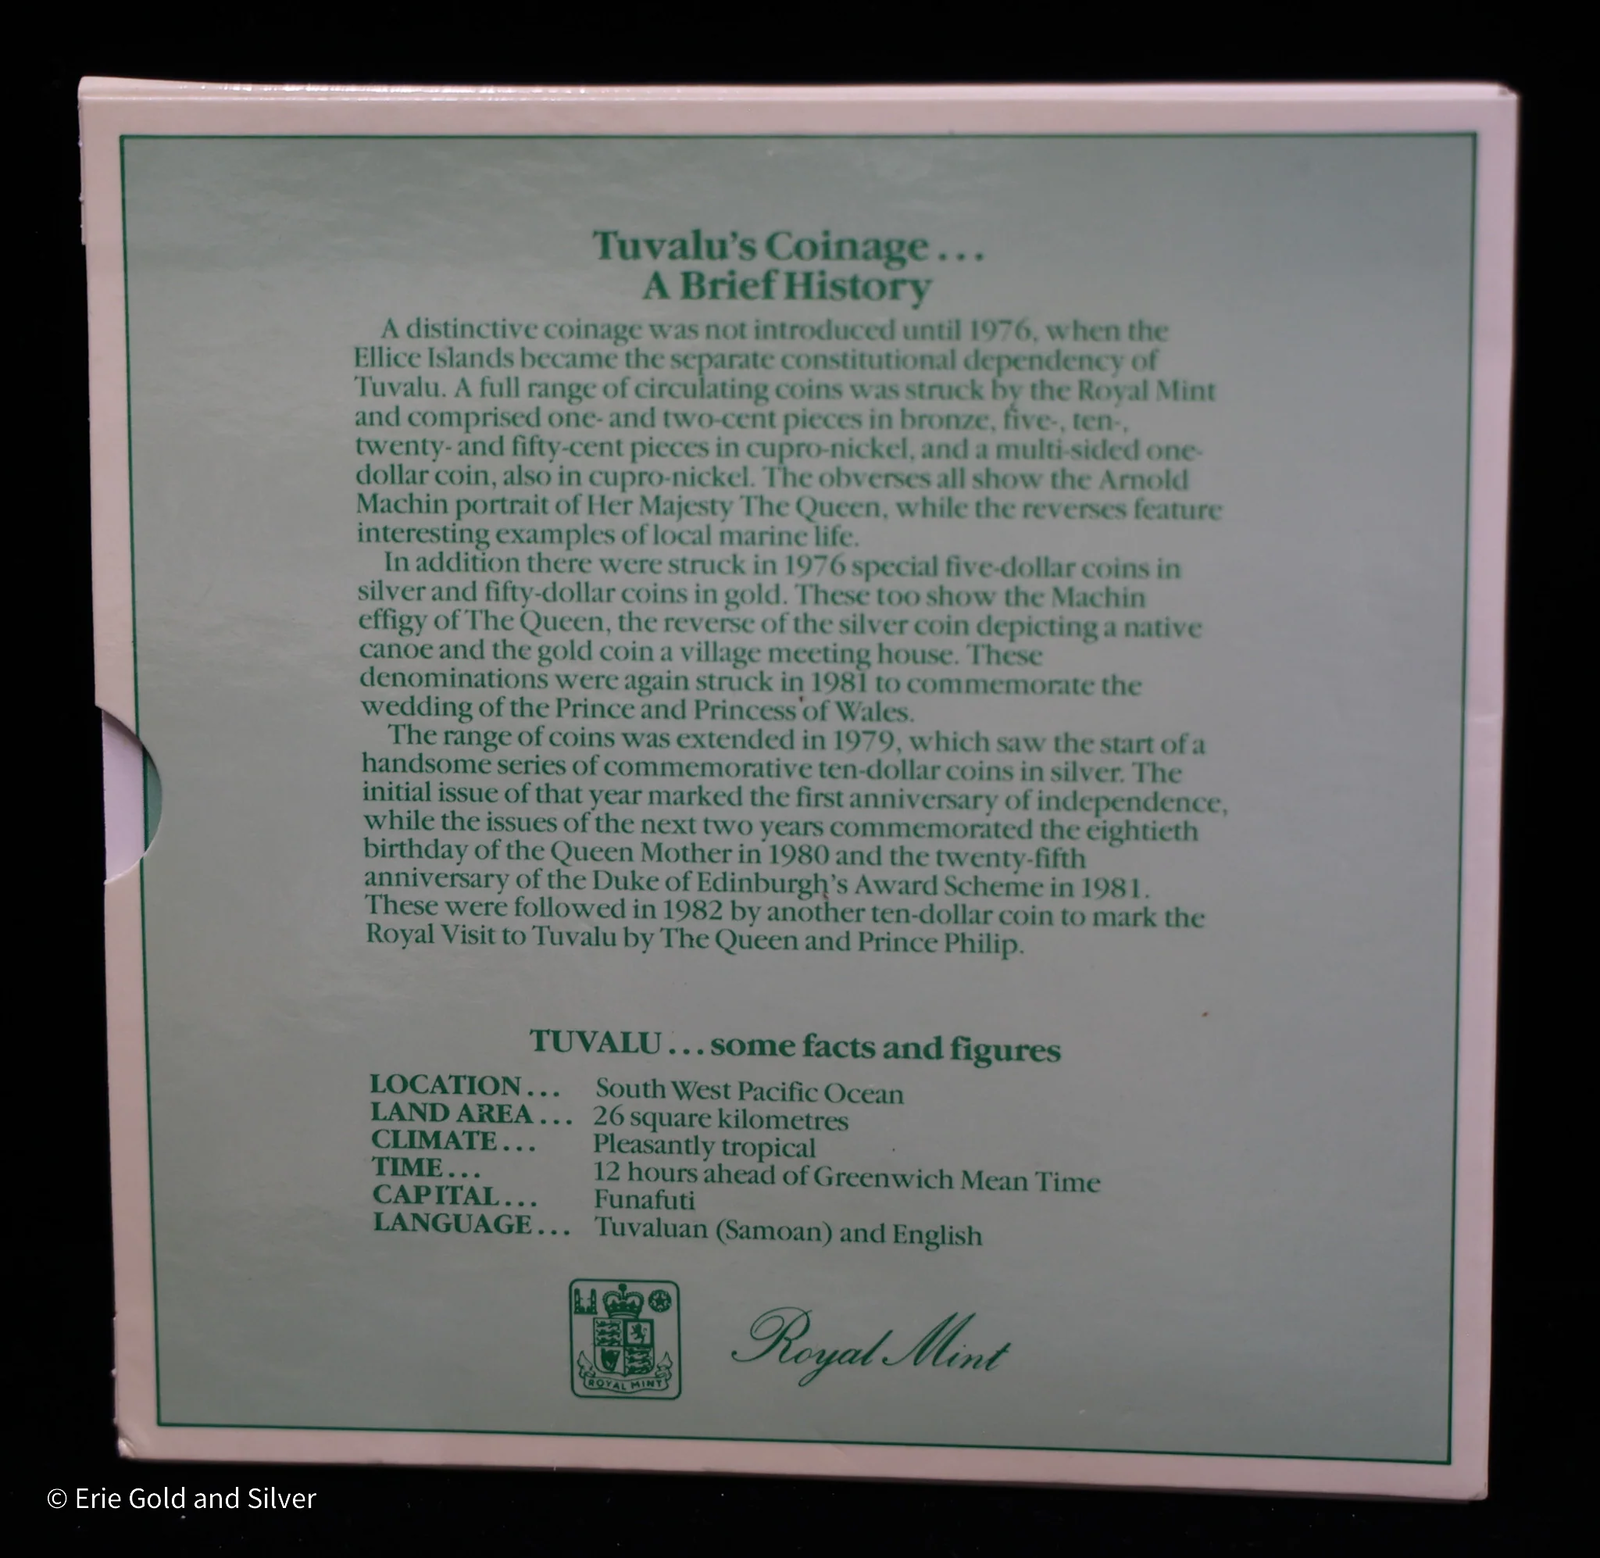 Tuvalu's Coinage...
A Brief History
A distinctive coinage was not introduced until 1976, when the
Ellice Islands became the separate constitutional dependency of
Tuvalu. A full range of circulating coins was struck by the Royal Mint
and comprised one- and two-cent pieces in bronze, five-, ten-,
twenty- and fifty-cent pieces in cupro-nickel, and a multi-sided one-
dollar coin, also in cupro-nickel. The obverses all show the Arnold
Machin portrait of Her Majesty The Queen, while the reverses feature
interesting examples of local marine life.
In addition there were struck in 1976 special five-dollar coins in
silver and fifty-dollar coins in gold. These too show the Machin
effigy of The Queen, the reverse of the silver coin depicting a native
canoe and the gold coin a village meeting house. These
denominations were again struck in 1981 to commemorate the
wedding of the Prince and Princess of Wales.
The range of coins was extended in 1979, which saw the start of a
handsome series of commemorative ten-dollar coins in silver. The
initial issue of that year marked the first anniversary of independence,
while the issues of the next two years commemorated the eightieth
birthday of the Queen Mother in 1980 and the twenty-fifth
anniversary of the Duke of Edinburgh's Award Scheme in 1981.
These were followed in 1982 by another ten-dollar coin to mark the
Royal Visit to Tuvalu by The Queen and Prince Philip.
TUVALU...some facts and figures
LOCATION... South West Pacific Ocean
LAND AREA... 26 square kilometres
CLIMATE... Pleasantly tropical
TIME... 12 hours ahead of Greenwich Mean Time
CAPITAL... Funafuti
LANGUAGE... Tuvaluan (Samoan) and English
ROYAL MINT
Royal Mint
© Erie Gold and Silver